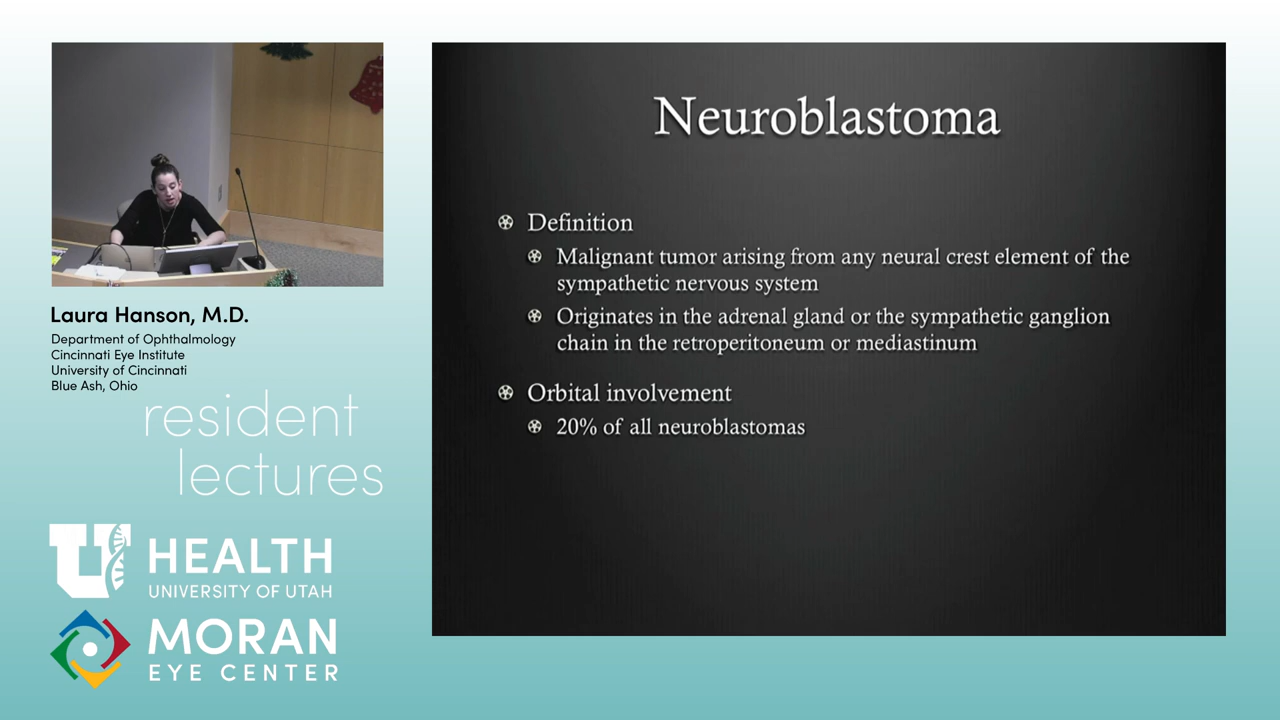 Laura Hanson, M.D.
Department of Ophthalmology
Cincinnati Eye Institute
University of Cincinnati
Blue Ash, Ohio
resident
lectures
U HEALTH
UNIVERSITY OF UTAH
MORAN
EYE CENTER
Neuroblastoma
Definition
Malignant tumor arising from any neural crest element of the
sympathetic nervous system
Originates in the adrenal gland or the sympathetic ganglion
chain in the retroperitoneum or mediastinum
Orbital involvement
20% of all neuroblastomas